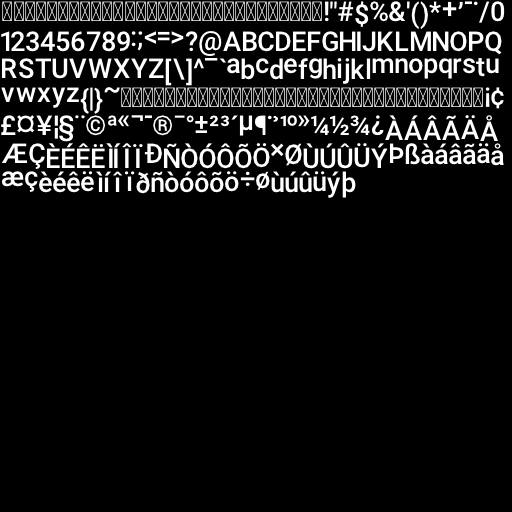 !"#$%&'()*+,-./0
123456789:;<=>?@ABCDEFGHIJKLMNOPQ
RSTUVWXYZ[\]^_`abcdefghijklmnopqrstu
vwxyz{|}~¡¢
£¤¥¦§¨©ª«¬-®¯°±²³´µ¶·¸¹º»¼½¾¿ÀÁÂÃÄÅ
ÆÇÈÉÊËÌÍÎÏÐÑÒÓÔÕÖ×ØÙÚÛÜÝÞßàáâãäå
æçèéêëìíîïðñòóôõö÷øùúûüýþ